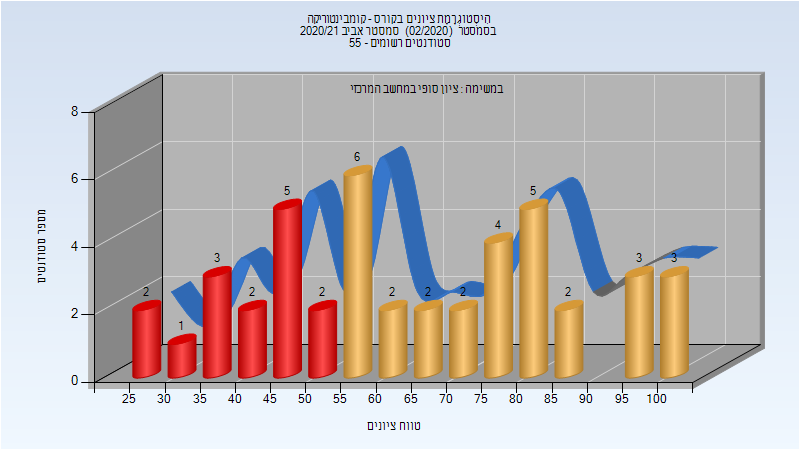 היסטוגרמת ציונים בקורס - קומבינטוריקה
בסמסטר (02/2020) סמסטר אביב 2020/21
סטודנטים רשומים - 55
במשימה : ציון סופי במחשב המרכזי
מספר סטודנטים
8
6
4
2
0
2
1
3
2
5
2
6
2
2
2
4
5
2
3
3
25 30 35 40 45 50 55 60 65 70 75 80 85 90 95 100
טווח ציונים